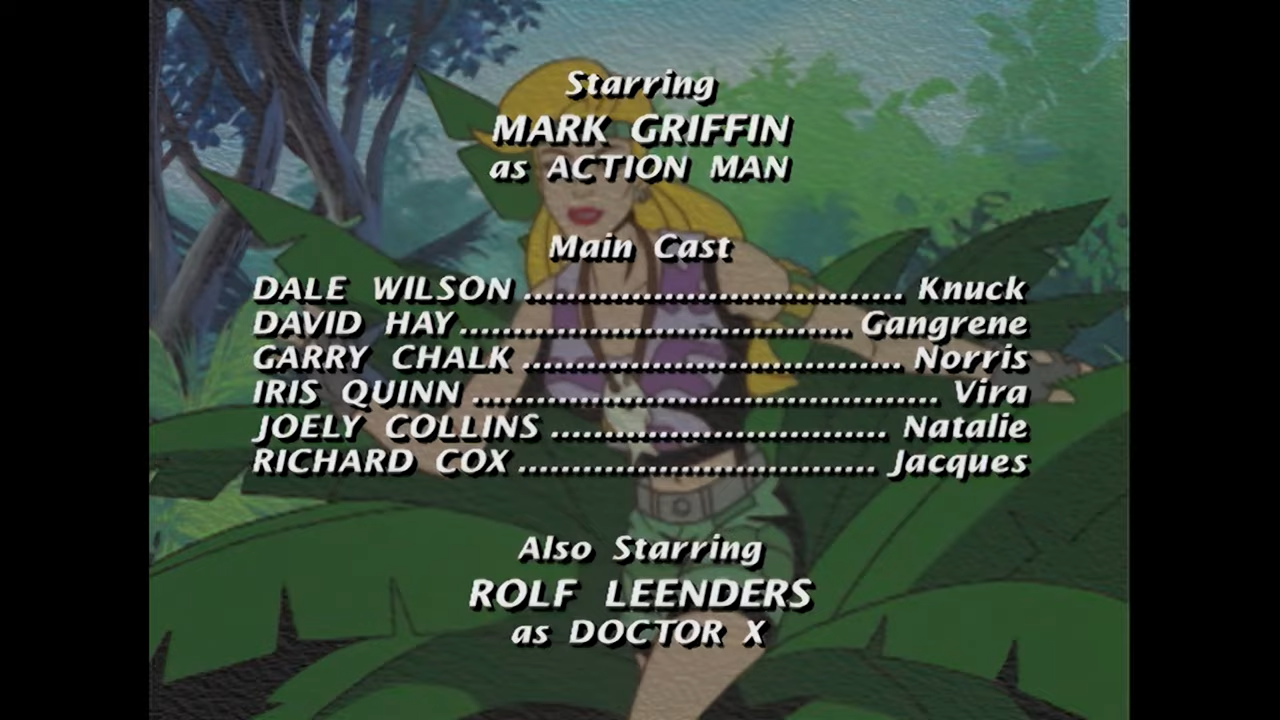 Starring
MARK GRIFFIN
as ACTION MAN
Main Cast
DALE WILSON .................................... Knuck
DAVID HAY..................................... Gangrene
GARRY CHALK .................................... Norris
IRIS QUINN ............................................ Vira
JOELY COLLINS ................................ Natalie
RICHARD COX .................................. Jacques
Also Starring
ROLF LEENDERS
as DOCTOR X